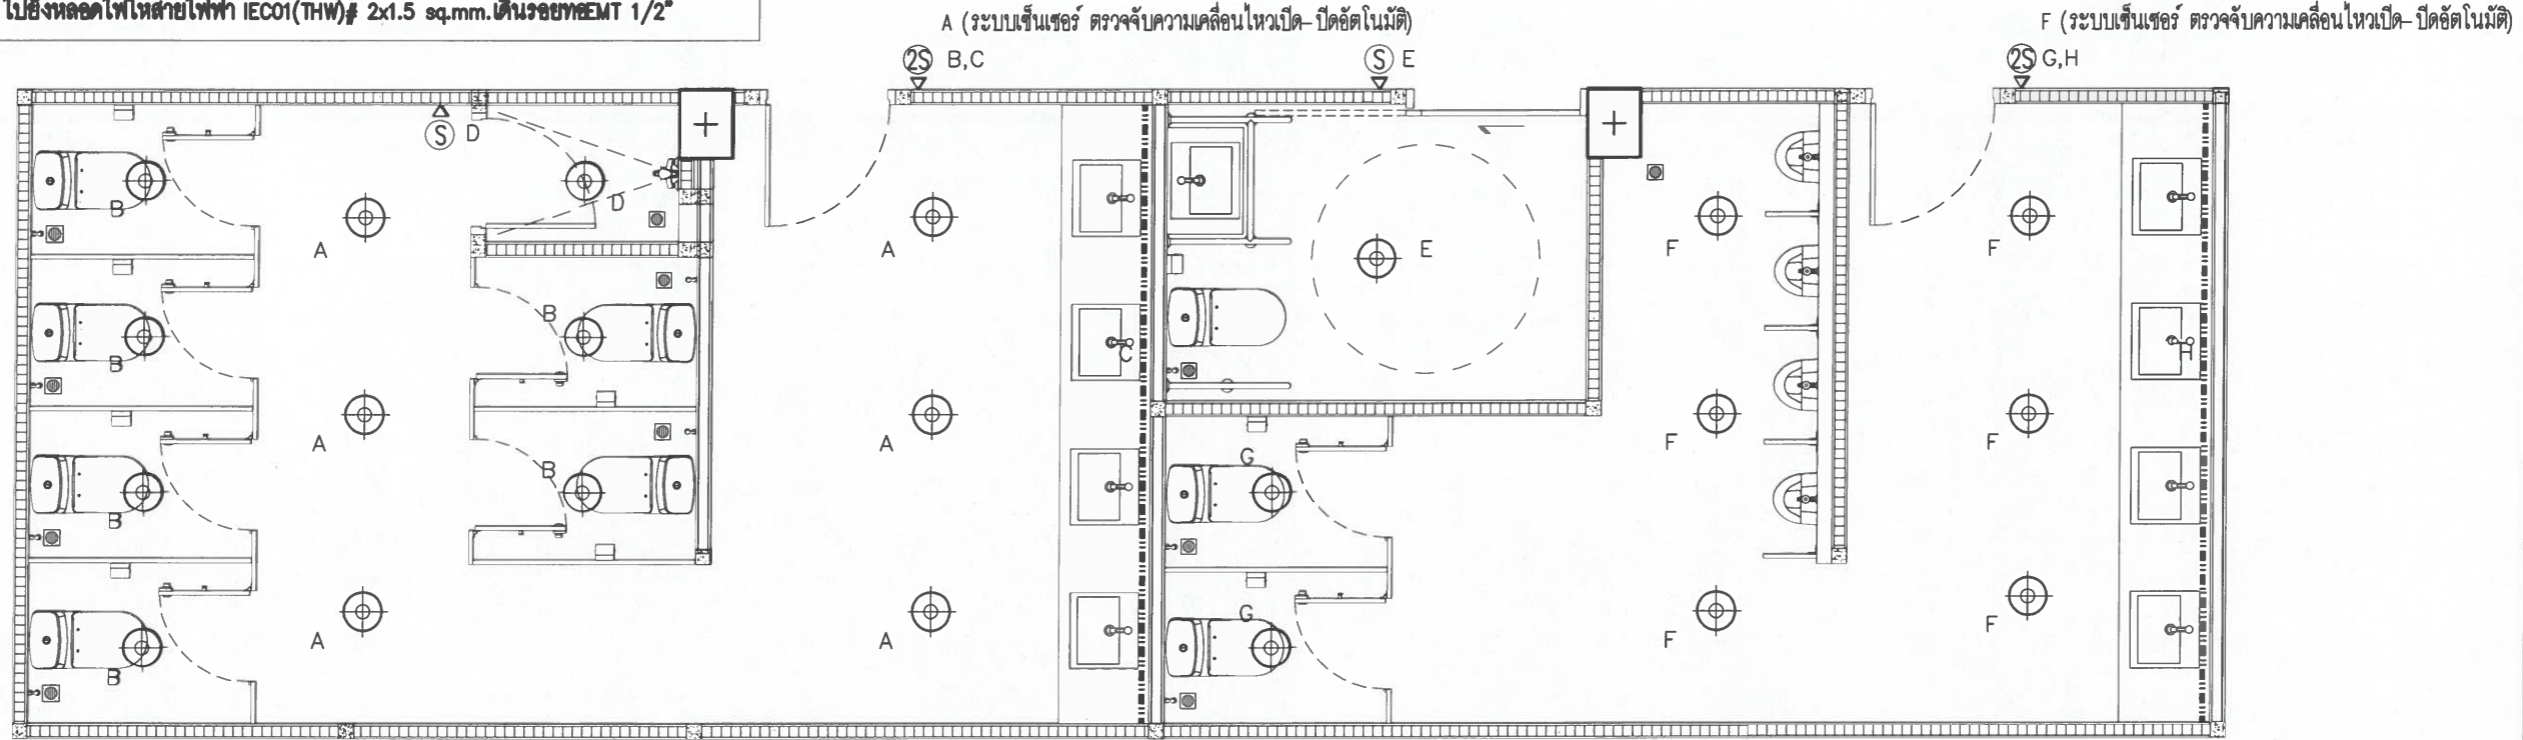 ไปยังหลอดไฟให้สายไฟฟ้า IEC01(THW)# 2x1.5 sq.mm.เดินร้อยท่อEMT 1/2"
A (ระบบเซ็นเซอร์ ตรวจจับความเคลื่อนไหวเปิด-ปิดอัตโนมัติ)
F (ระบบเซ็นเซอร์ ตรวจจับความเคลื่อนไหวเปิด-ปิดอัตโนมัติ)
2S B,C
S E
2S G,H
S D
B
D
A
A
E
F
F
B
B
C
H
A
A
F
F
B
B
G
B
G
A
A
F
F